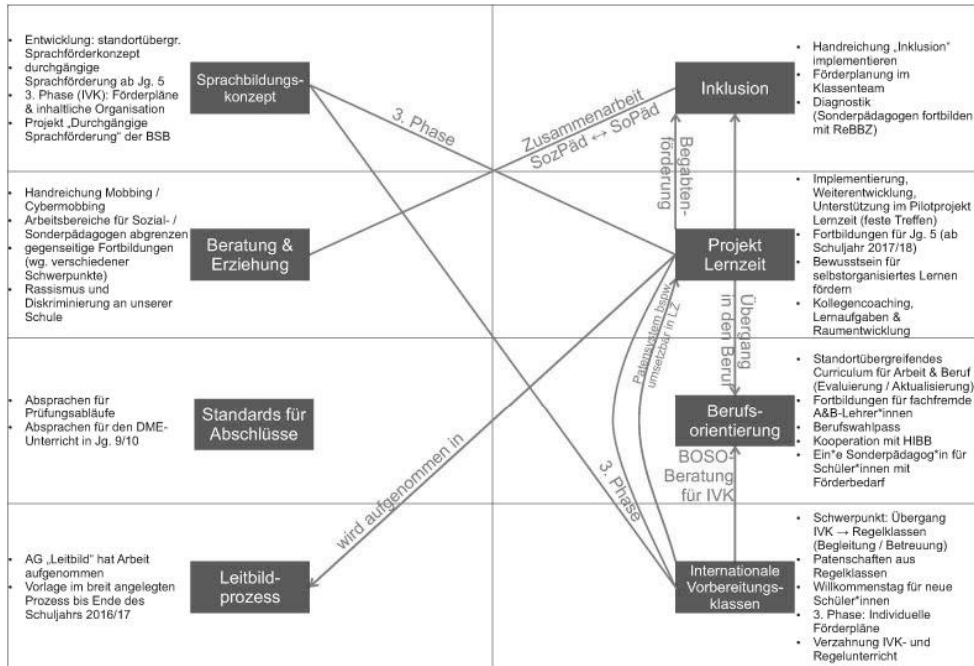 Entwicklung: standortübergr.
Sprachförderkonzept
durchgängige
Sprachförderung ab Jg. 5
3. Phase (IVK): Förderpläne
& inhaltliche Organisation
Projekt „Durchgängige
Sprachförderung“ der BSB
Sprachbildungs-
konzept
3. Phase
Zusammenarbeit
SozPäd ↔ SoPäd
Inklusion
Handreichung „Inklusion“
implementieren
Förderplanung im
Klassenteam
Diagnostik
(Sonderpädagogen fortbilden
mit ReBBZ)
Begabten-
förderung
Handreichung Mobbing /
Cybermobbing
Arbeitsbereiche für Sozial- /
Sonderpädagogen abgrenzen
gegenseitige Fortbildungen
(wg. verschiedener
Schwerpunkte)
Rassismus und
Diskriminierung an unserer
Schule
Beratung &
Erziehung
Projekt
Lernzeit
Implementierung,
Weiterentwicklung,
Unterstützung im Pilotprojekt
Lernzeit (feste Treffen)
Fortbildungen für Jg. 5 (ab
Schuljahr 2017/18)
Bewusstsein für
selbstorganisiertes Lernen
fördern
Kollegencoaching,
Lernaufgaben &
Raumentwicklung
Patensystem bspw.
umsetzbar in LZ
Übergang
in den Beruf
Absprachen für
Prüfungsabläufe
Absprachen für den DME-
Unterricht in Jg. 9/10
Standards für
Abschlüsse
Berufs-
orientierung
Standortübergreifendes
Curriculum für Arbeit & Beruf
(Evaluierung / Aktualisierung)
Fortbildungen für fachfremde
A&B-Lehrer*innen
Berufswahlpass
Kooperation mit HIBB
Ein*e Sonderpädagog*in für
Schüler*innen mit
Förderbedarf
wird aufgenommen in
3. Phase
BOSO-
Beratung
für IVK
AG „Leitbild“ hat Arbeit
aufgenommen
Vorlage im breit angelegten
Prozess bis Ende des
Schuljahrs 2016/17
Leitbild-
prozess
Internationale
Vorbereitungs-
klassen
Schwerpunkt: Übergang
IVK → Regelklassen
(Begleitung / Betreuung)
Patenschaften aus
Regelklassen
Willkommenstag für neue
Schüler*innen
3. Phase: Individuelle
Förderpläne
Verzahnung IVK- und
Regelunterricht